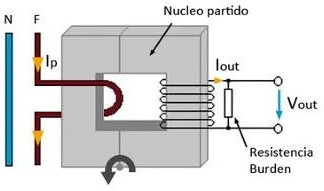 Nucleo partido
N
F
Ip
Iout
Vout
Resistencia
Burden